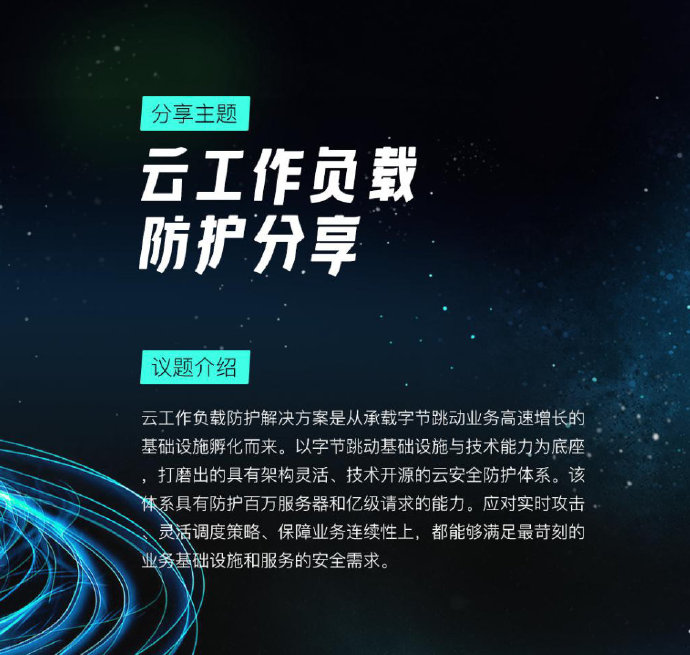 分享主题
云工作负载
防护分享
议题介绍
云工作负载防护解决方案是从承载字节跳动业务高速增长的
基础设施孵化而来。以字节跳动基础设施与技术能力为底座
，打磨出的具有架构灵活、技术开源的云安全防护体系。该
体系具有防护百万服务器和亿级请求的能力。应对实时攻击
、灵活调度策略、保障业务连续性上，都能够满足最苛刻的
业务基础设施和服务的安全需求。